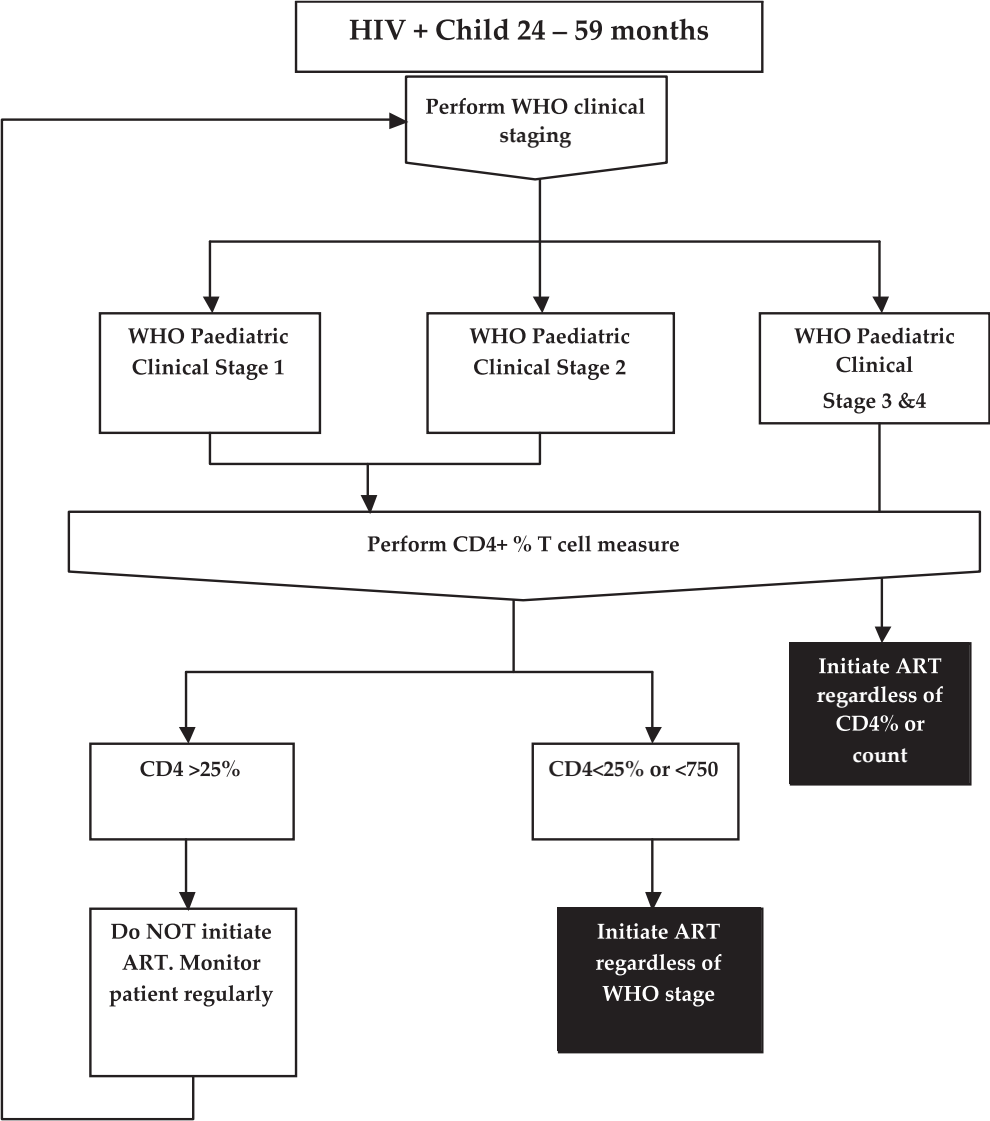 HIV + Child 24 – 59 months
Perform WHO clinical
staging
WHO Paediatric
Clinical Stage 1
WHO Paediatric
Clinical Stage 2
WHO Paediatric
Clinical
Stage 3 &4
Perform CD4+ % T cell measure
Initiate ART
regardless of
CD4% or
count
CD4 >25%
CD4<25% or <750
Do NOT initiate
ART. Monitor
patient regularly
Initiate ART
regardless of
WHO stage